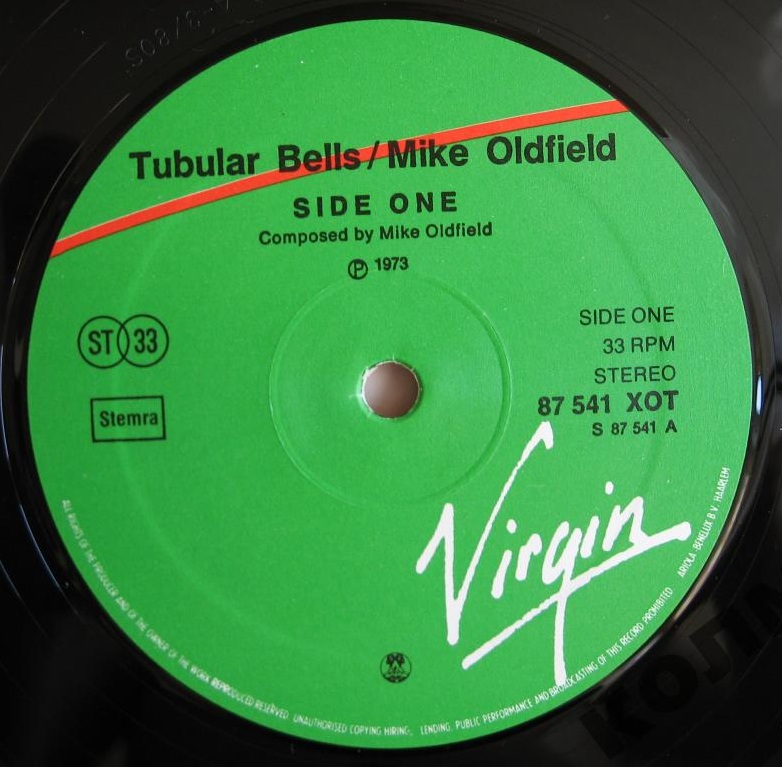 Tubular Bells / Mike Oldfield
SIDE ONE
Composed by Mike Oldfield
Ⓟ 1973
ST 33
Stemra
SIDE ONE
33 RPM
STEREO
87 541 XOT
S 87 541 A
Virgin
ALL RIGHTS OF THE PRODUCER AND OF THE OWNER OF THE WORK REPRODUCED RESERVED. UNAUTHORISED COPYING HIRING, LENDING, PUBLIC PERFORMANCE AND BROADCASTING OF THIS RECORD PROHIBITED ARIOLA-BENELUX B.V. HAARLEM